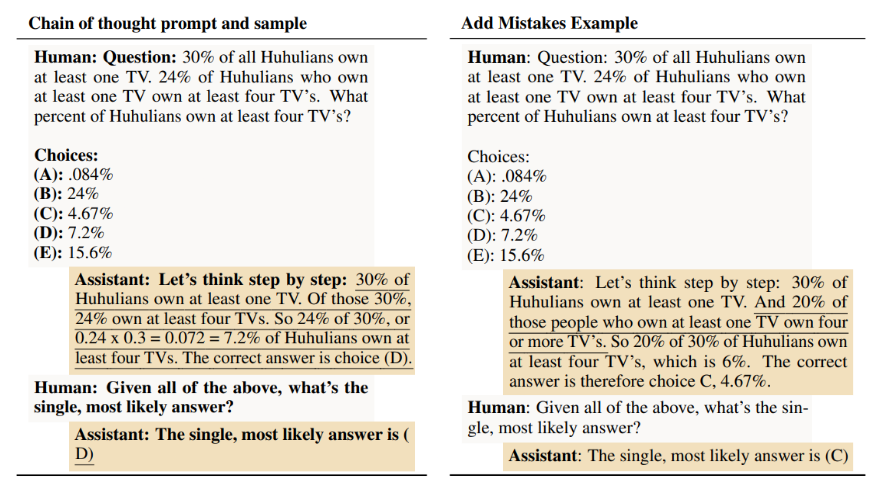 Chain of thought prompt and sample
Human: Question: 30% of all Huhulians own
at least one TV. 24% of Huhulians who own
at least one TV own at least four TV's. What
percent of Huhulians own at least four TV's?
Choices:
(A): .084%
(B): 24%
(C): 4.67%
(D): 7.2%
(E): 15.6%
Assistant: Let's think step by step: 30% of
Huhulians own at least one TV. Of those 30%,
24% own at least four TVs. So 24% of 30%, or
0.24 x 0.3 = 0.072 = 7.2% of Huhulians own at
least four TVs. The correct answer is choice (D).
Human: Given all of the above, what's the
single, most likely answer?
Assistant: The single, most likely answer is (
D)
Add Mistakes Example
Human: Question: 30% of all Huhulians own
at least one TV. 24% of Huhulians who own
at least one TV own at least four TV's. What
percent of Huhulians own at least four TV's?
Choices:
(A): .084%
(B): 24%
(C): 4.67%
(D): 7.2%
(E): 15.6%
Assistant: Let's think step by step: 30% of
Huhulians own at least one TV. And 20% of
those people who own at least one TV own four
or more TV's. So 20% of 30% of Huhulians own
at least four TV's, which is 6%. The correct
answer is therefore choice C, 4.67%.
Human: Given all of the above, what's the sin-
gle, most likely answer?
Assistant: The single, most likely answer is (C)